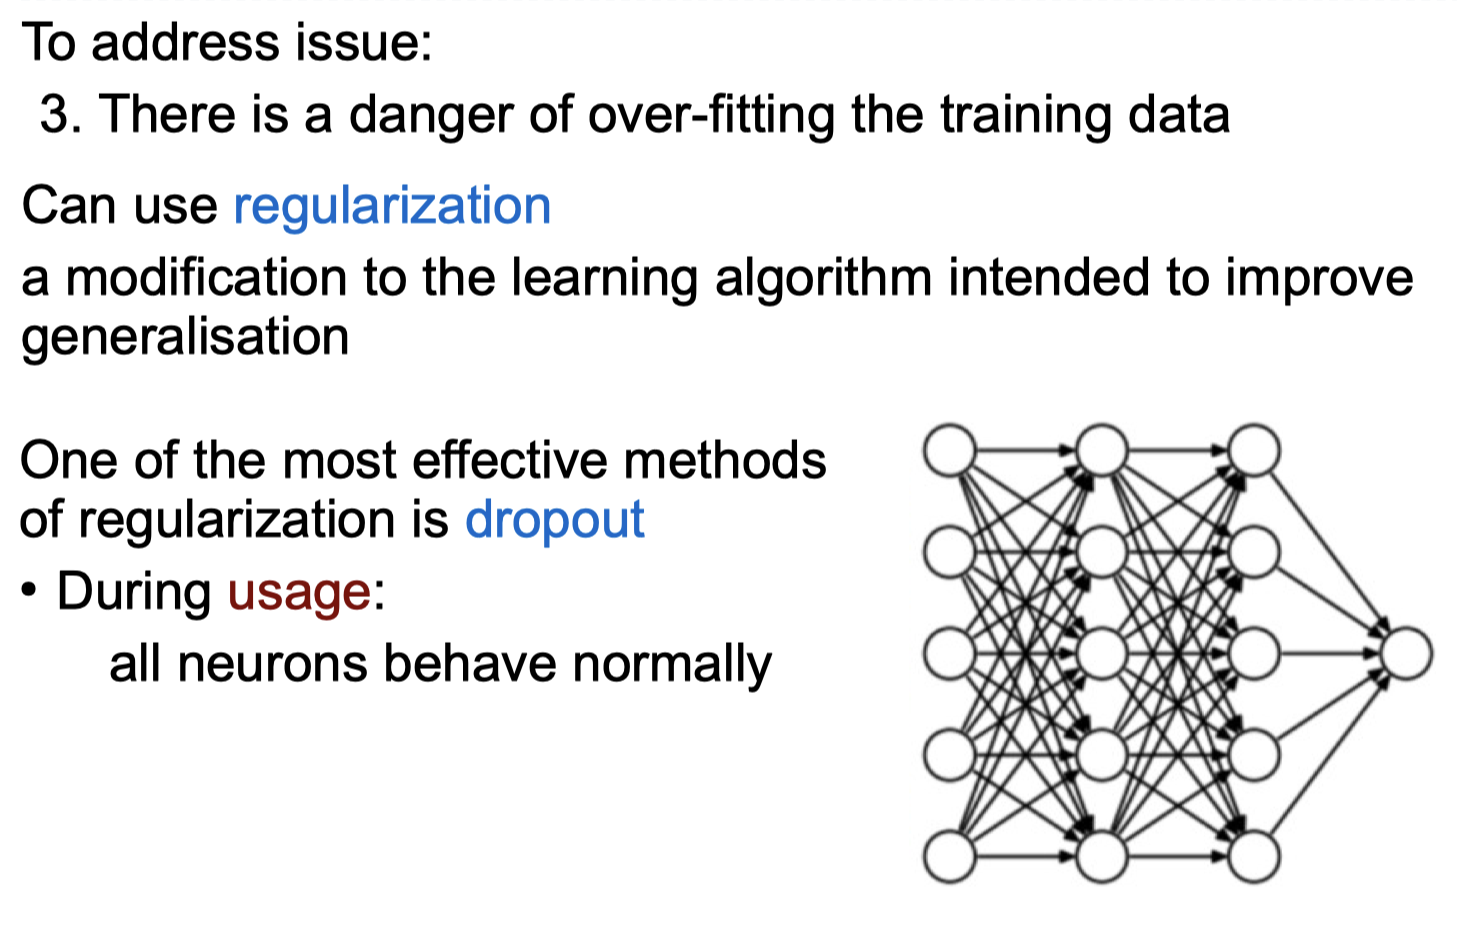 To address issue:
3. There is a danger of over-fitting the training data
Can use regularization
a modification to the learning algorithm intended to improve
generalisation
One of the most effective methods
of regularization is dropout
• During usage:
all neurons behave normally